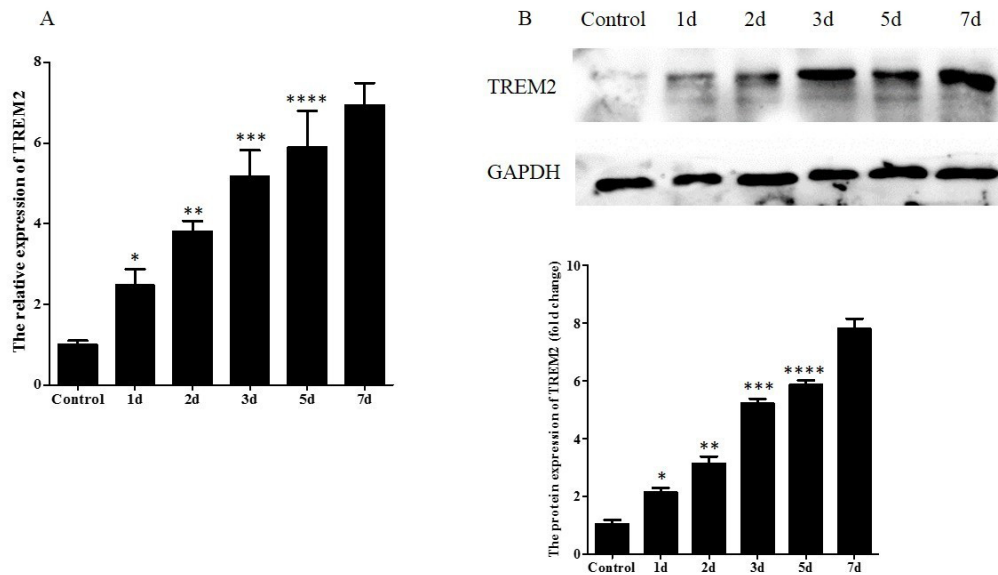 A
The relative expression of TREM2
8
6
4
2
0
*
**
***
****
Control 1d 2d 3d 5d 7d
B
Control 1d 2d 3d 5d 7d
TREM2
GAPDH
The protein expression of TREM2 (fold change)
10
8
6
4
2
0
*
**
***
****
Control 1d 2d 3d 5d 7d